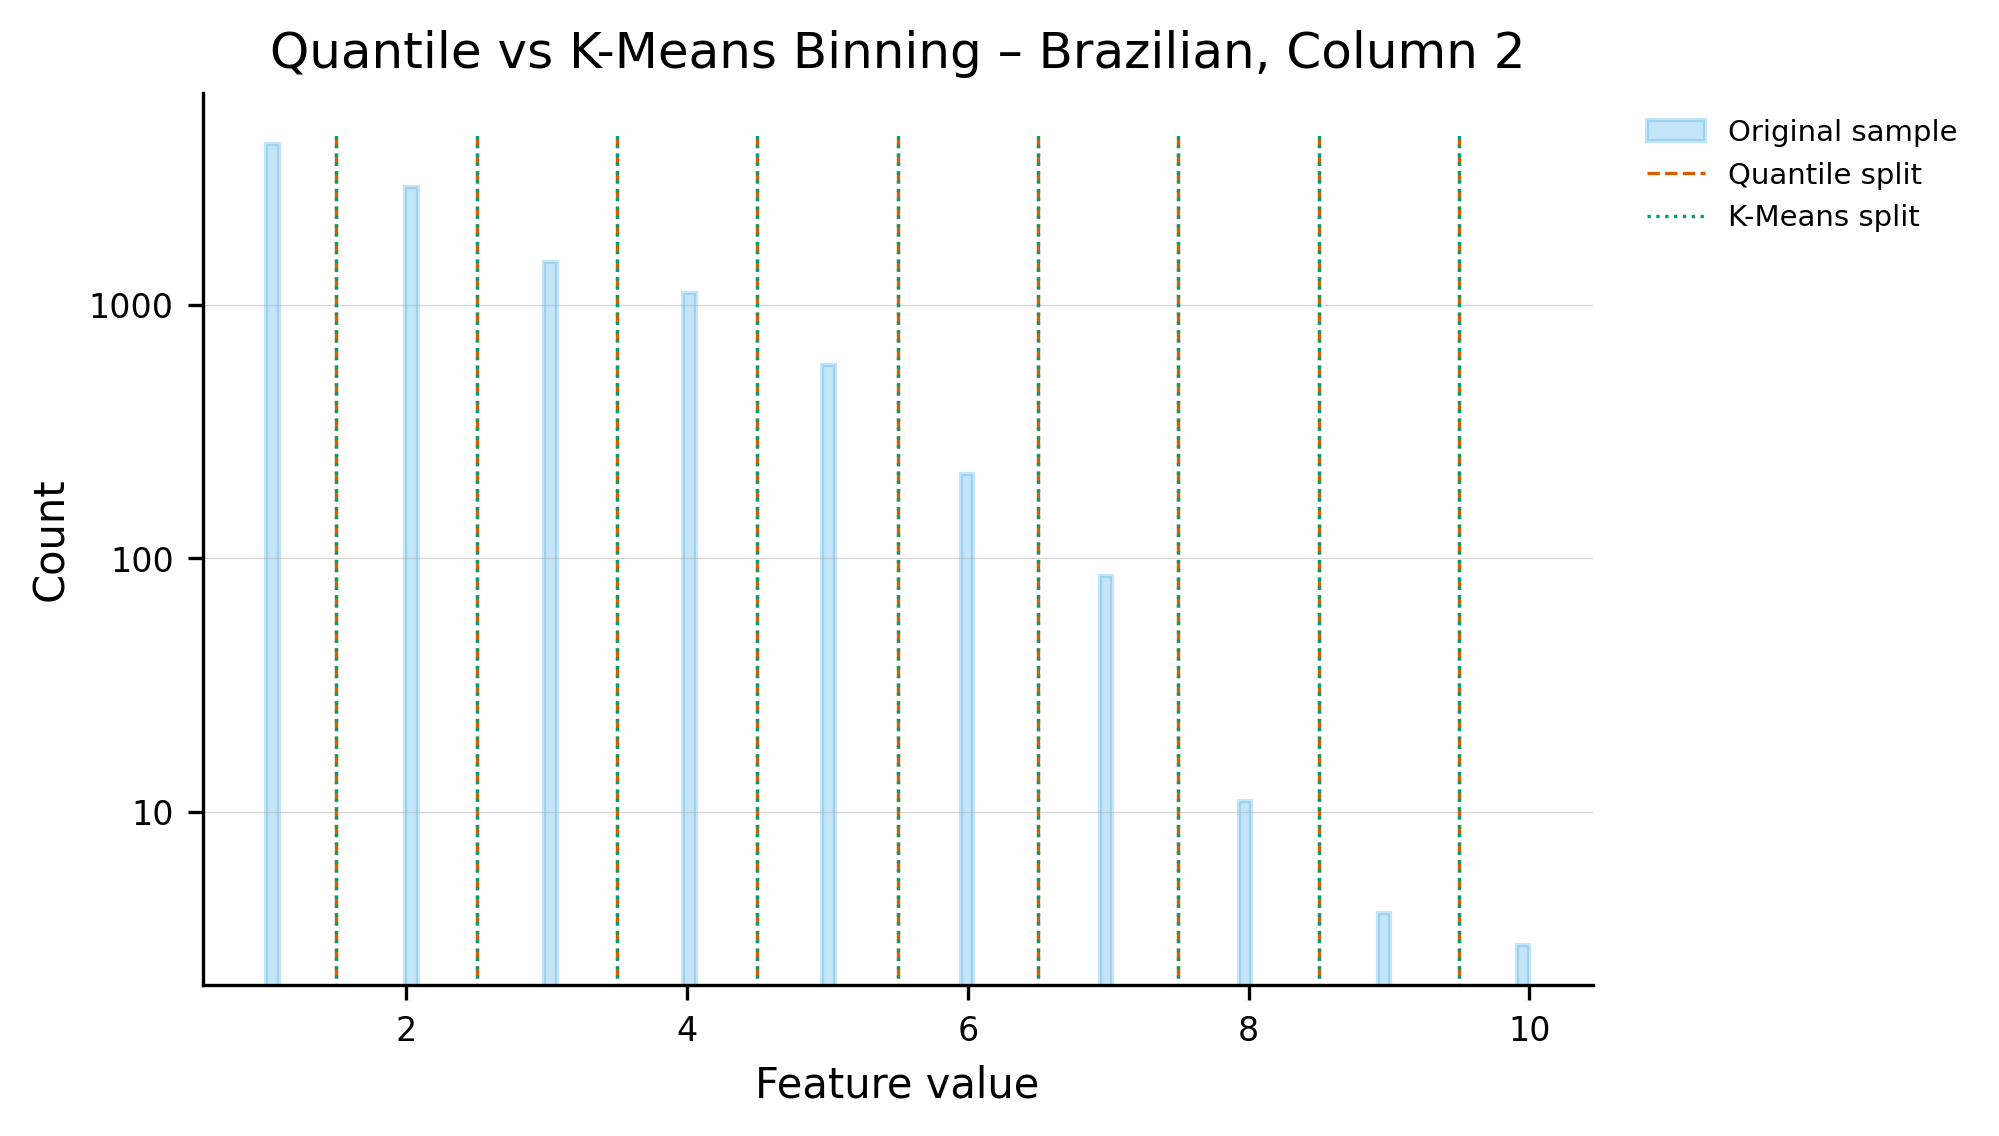 Quantile vs K-Means Binning – Brazilian, Column 2
Original sample
Quantile split
K-Means split
Count
1000
100
10
2
4
6
8
10
Feature value